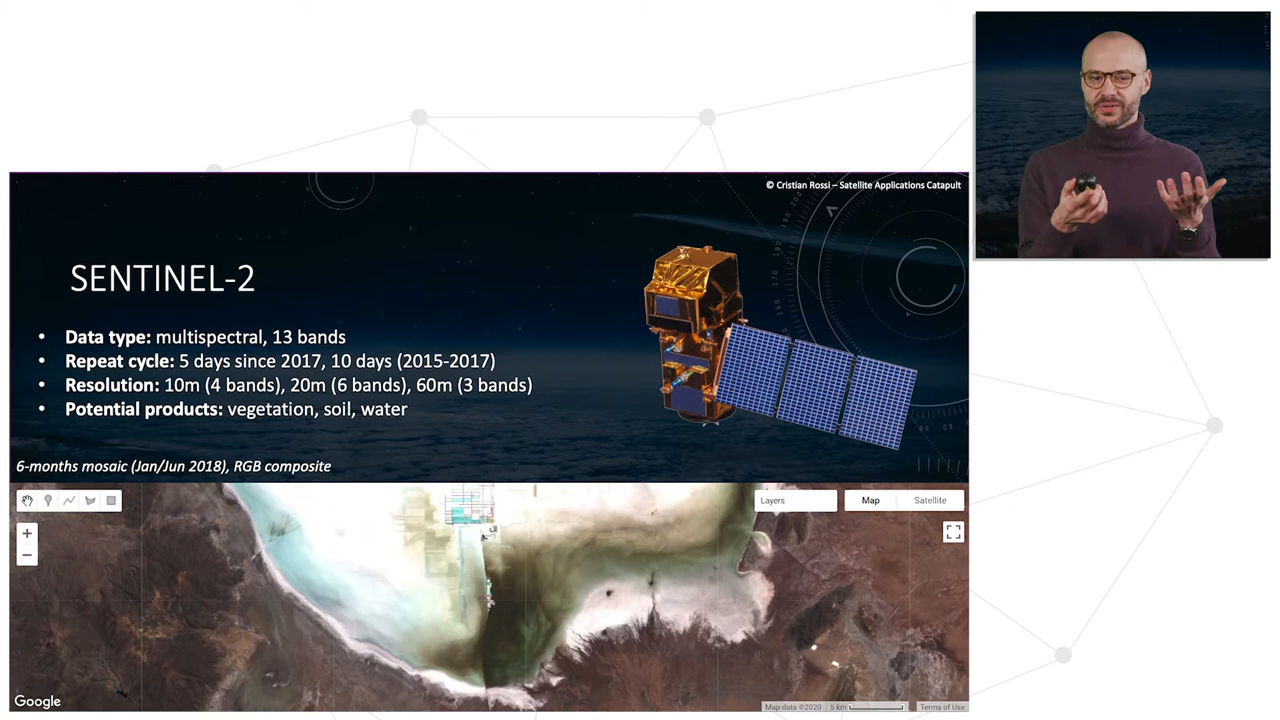 © Cristian Rossi – Satellite Applications Catapult
SENTINEL-2
• Data type: multispectral, 13 bands
• Repeat cycle: 5 days since 2017, 10 days (2015-2017)
• Resolution: 10m (4 bands), 20m (6 bands), 60m (3 bands)
• Potential products: vegetation, soil, water
6-months mosaic (Jan/Jun 2018), RGB composite
Layers
Map Satellite
+
−
Google
Map data ©2020 5 km Terms of Use